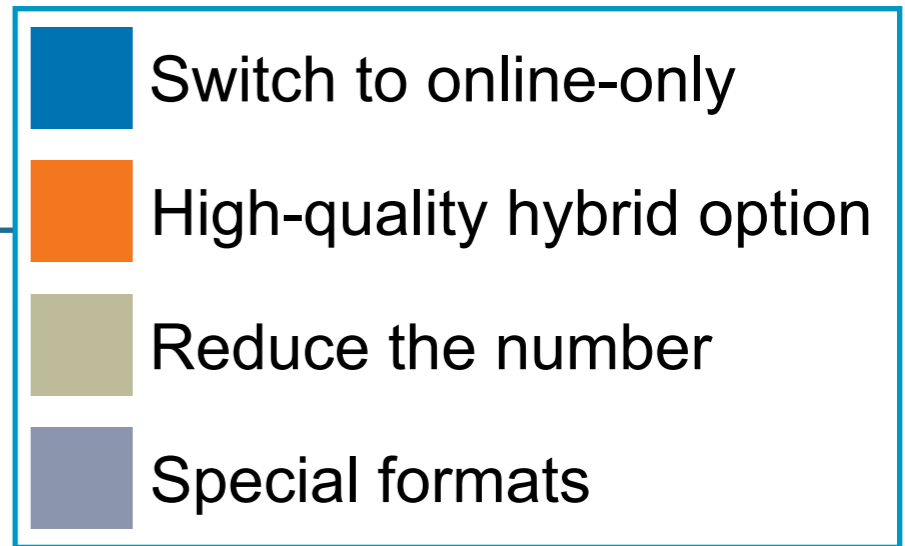 Switch to online-only
High-quality hybrid option
Reduce the number
Special formats